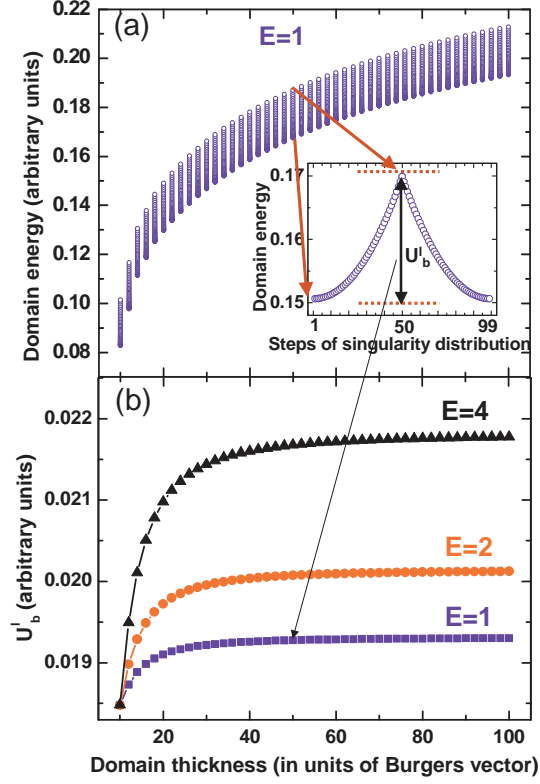 (a)
E=1
0.22
0.20
0.18
0.16
0.14
0.12
0.10
0.08
Domain energy (arbitrary units)
0.17
0.16
0.15
Domain energy
U^l_b
1
50
99
Steps of singularity distribution
(b)
E=4
E=2
E=1
0.022
0.021
0.020
0.019
U^l_b (arbitrary units)
20
40
60
80
100
Domain thickness (in units of Burgers vector)